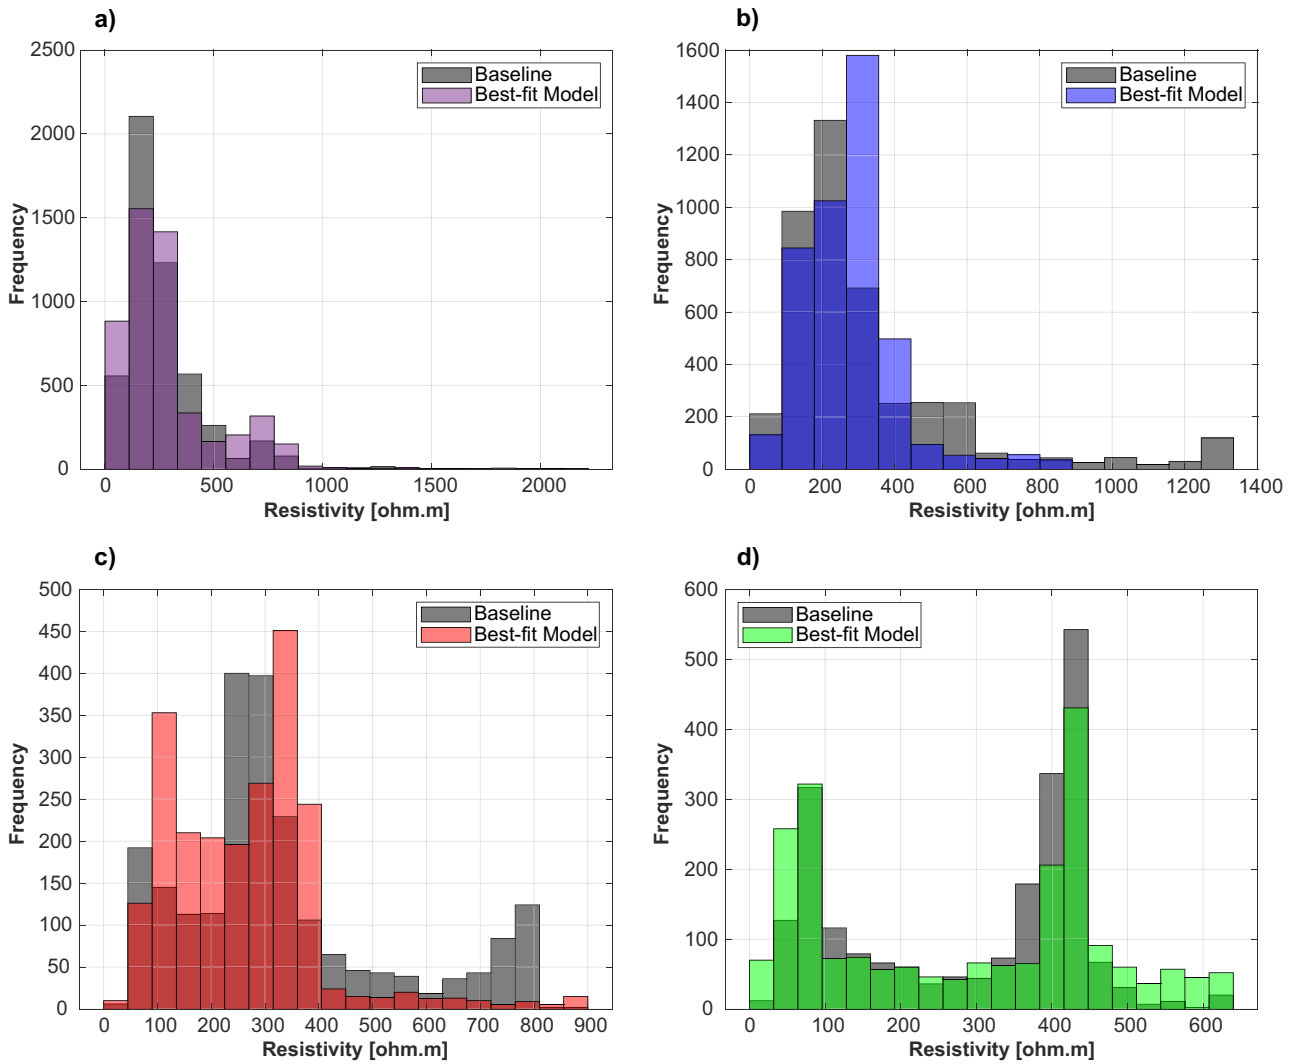 a)
2500
2000
1500
1000
500
0
Frequency
Baseline
Best-fit Model
0 500 1000 1500 2000
Resistivity [ohm.m]
b)
1600
1400
1200
1000
800
600
400
200
0
Frequency
Baseline
Best-fit Model
0 200 400 600 800 1000 1200 1400
Resistivity [ohm.m]
c)
500
450
400
350
300
250
200
150
100
50
0
Frequency
Baseline
Best-fit Model
0 100 200 300 400 500 600 700 800 900
Resistivity [ohm.m]
d)
600
500
400
300
200
100
0
Frequency
Baseline
Best-fit Model
0 100 200 300 400 500 600
Resistivity [ohm.m]